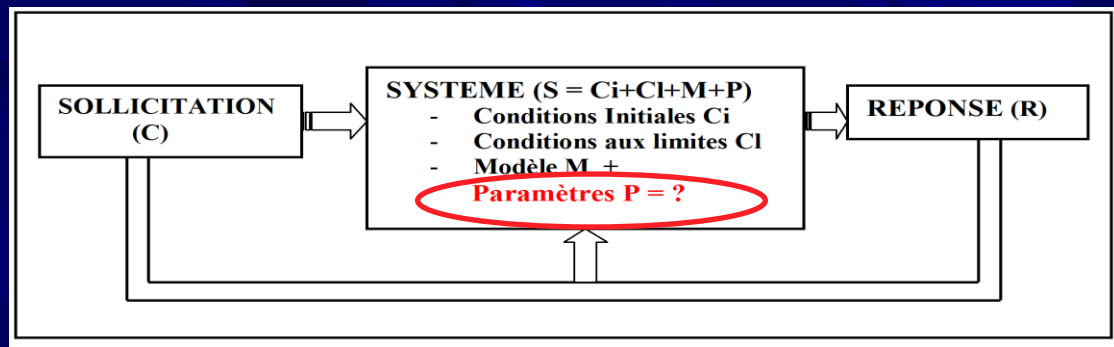 SOLLICITATION
(C)
SYSTEME (S = Ci+Cl+M+P)
- Conditions Initiales Ci
- Conditions aux limites Cl
- Modèle M +
Paramètres P = ?
REPONSE (R)